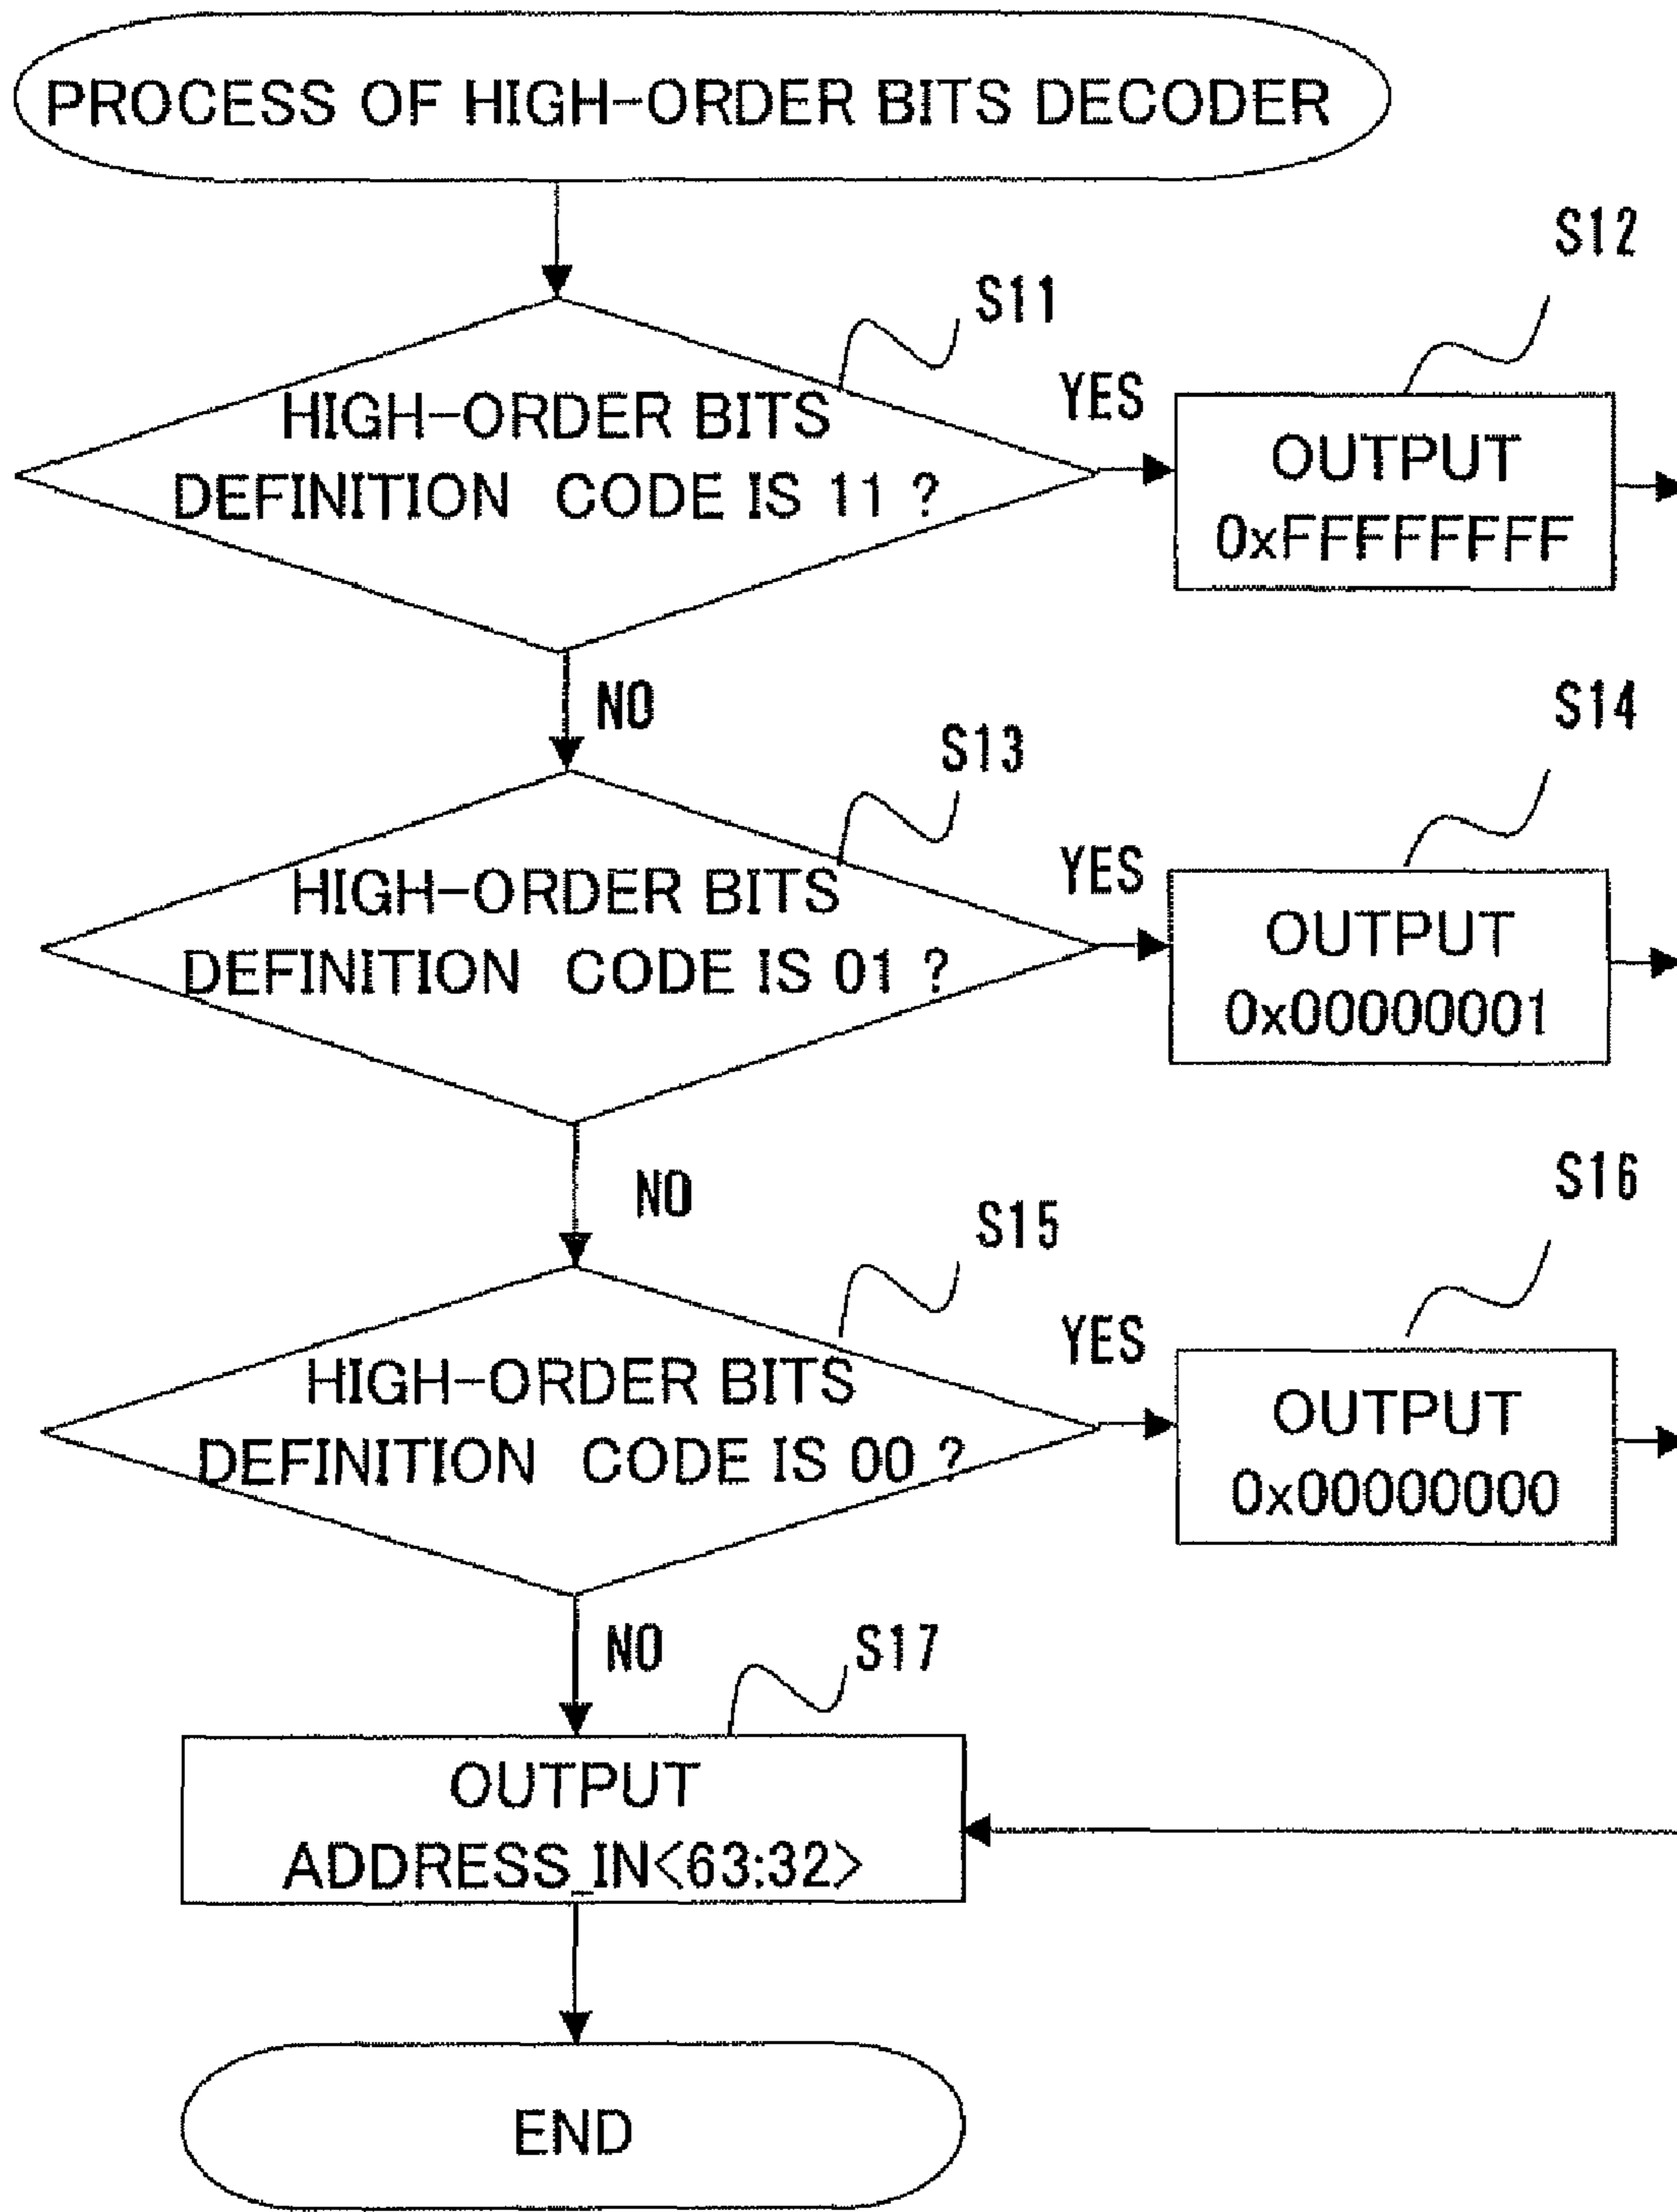 PROCESS OF HIGH-ORDER BITS DECODER
S11
S12
HIGH-ORDER BITS
DEFINITION CODE IS 11 ?
YES
OUTPUT
0xFFFFFFFF
NO
S13
S14
HIGH-ORDER BITS
DEFINITION CODE IS 01 ?
YES
OUTPUT
0x00000001
NO
S15
S16
HIGH-ORDER BITS
DEFINITION CODE IS 00 ?
YES
OUTPUT
0x00000000
NO
S17
OUTPUT
ADDRESS_IN<63:32>
END